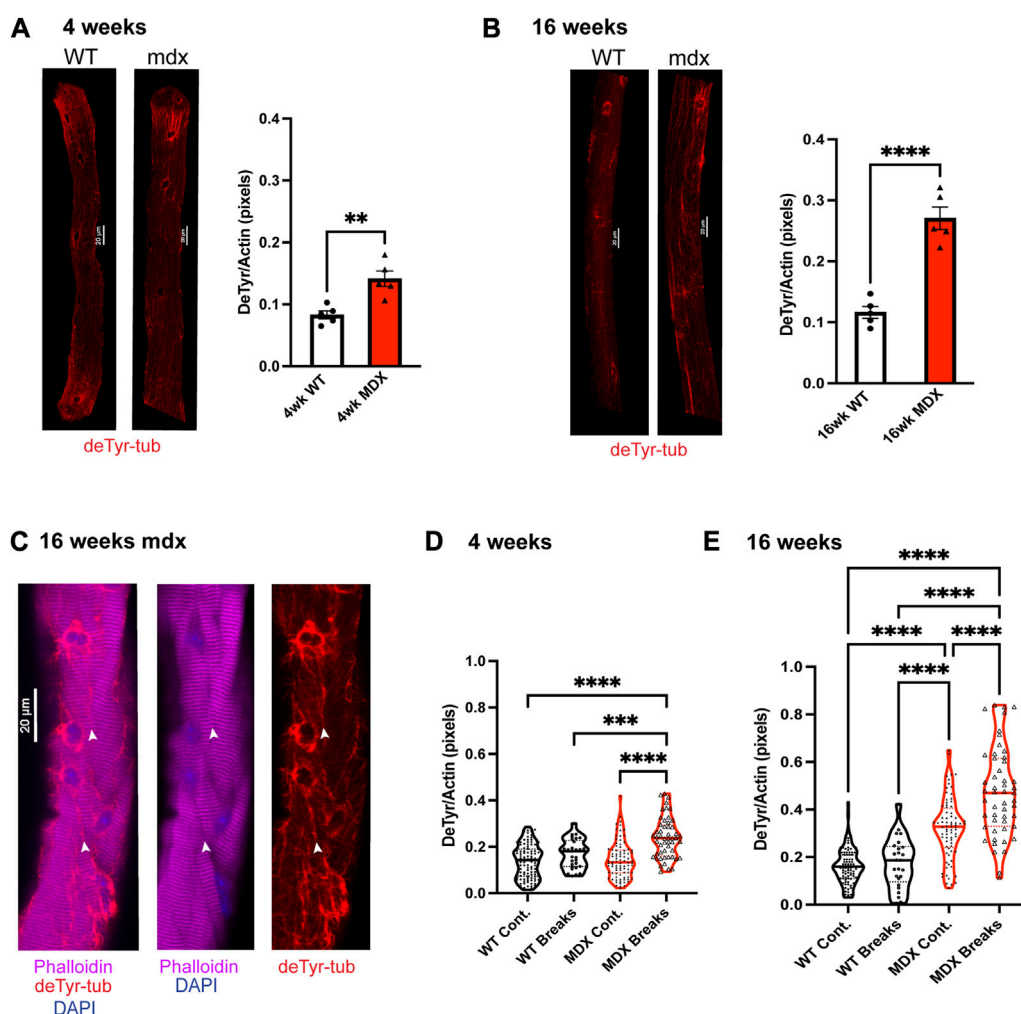 A 4 weeks
WT mdx
20 µm
20 µm
deTyr-tub
DeTyr/Actin (pixels)
0.4
0.3
0.2
0.1
0.0
**
4wk WT
4wk MDX
B 16 weeks
WT mdx
20 µm
20 µm
deTyr-tub
DeTyr/Actin (pixels)
0.4
0.3
0.2
0.1
0.0
****
16wk WT
16wk MDX
C 16 weeks mdx
20 µm
Phalloidin
deTyr-tub
DAPI
Phalloidin
DAPI
deTyr-tub
D 4 weeks
DeTyr/Actin (pixels)
1.0
0.8
0.6
0.4
0.2
0.0
****
***
****
WT Cont.
WT Breaks
MDX Cont.
MDX Breaks
E 16 weeks
DeTyr/Actin (pixels)
1.0
0.8
0.6
0.4
0.2
0.0
****
****
**** ****
****
WT Cont.
WT Breaks
MDX Cont.
MDX Breaks